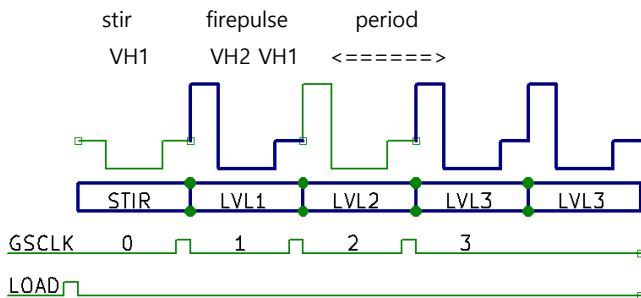 stir firepulse period
VH1 VH2 VH1 <======>
STIR LVL1 LVL2 LVL3 LVL3
GSCLK 0 1 2 3
LOAD